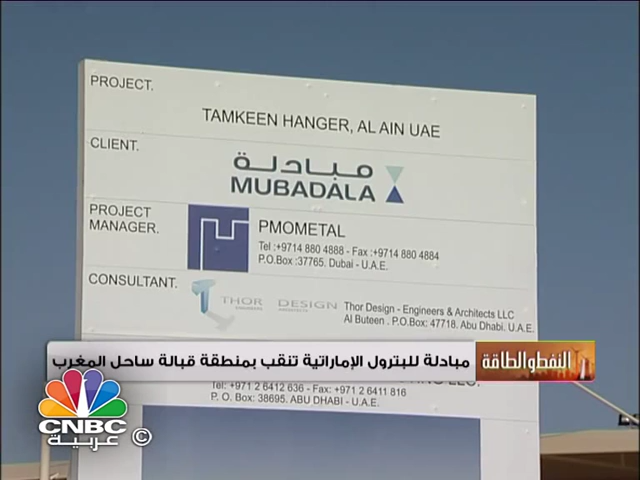 PROJECT.
TAMKEEN HANGER, AL AIN UAE
CLIENT.
مبادلة
MUBADALA
PROJECT
MANAGER.
PMOMETAL
Tel :+9714 880 4888 - Fax :+9714 880 4884
P.O.Box :37765. Dubai - U.A.E.
CONSULTANT.
THOR DESIGN
ENGINEERS ARCHITECTS
Thor Design - Engineers & Architects LLC
Al Buteen . P.O.Box: 47718. Abu Dhabi. U.A.E.
النفط والطاقة
مبادلة للبترول الإماراتية تنقب بمنطقة قبالة ساحل المغرب
LLC.
Tel: +971 2 6412 636 - Fax: +971 2 6411 816
P. O. Box: 38695. ABU DHABI - U.A.E.
CNBC
عربية ©